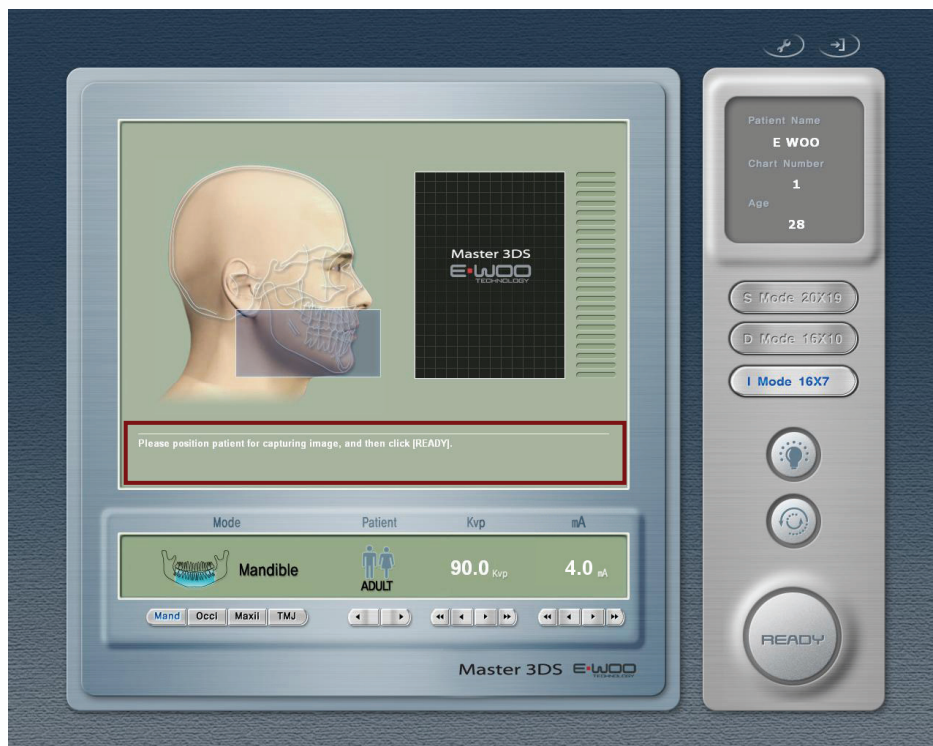 Patient Name
E WOO
Chart Number
1
Age
28
Master 3DS
E-WOO
TECHNOLOGY
S Mode 20X19
D Mode 16X10
I Mode 16X7
Please position patient for capturing image, and then click [READY].
Mode Patient Kvp mA
Mandible ADULT 90.0 Kvp 4.0 mA
Mand Occl Maxil TMJ
READY
Master 3DS E-WOO
TECHNOLOGY